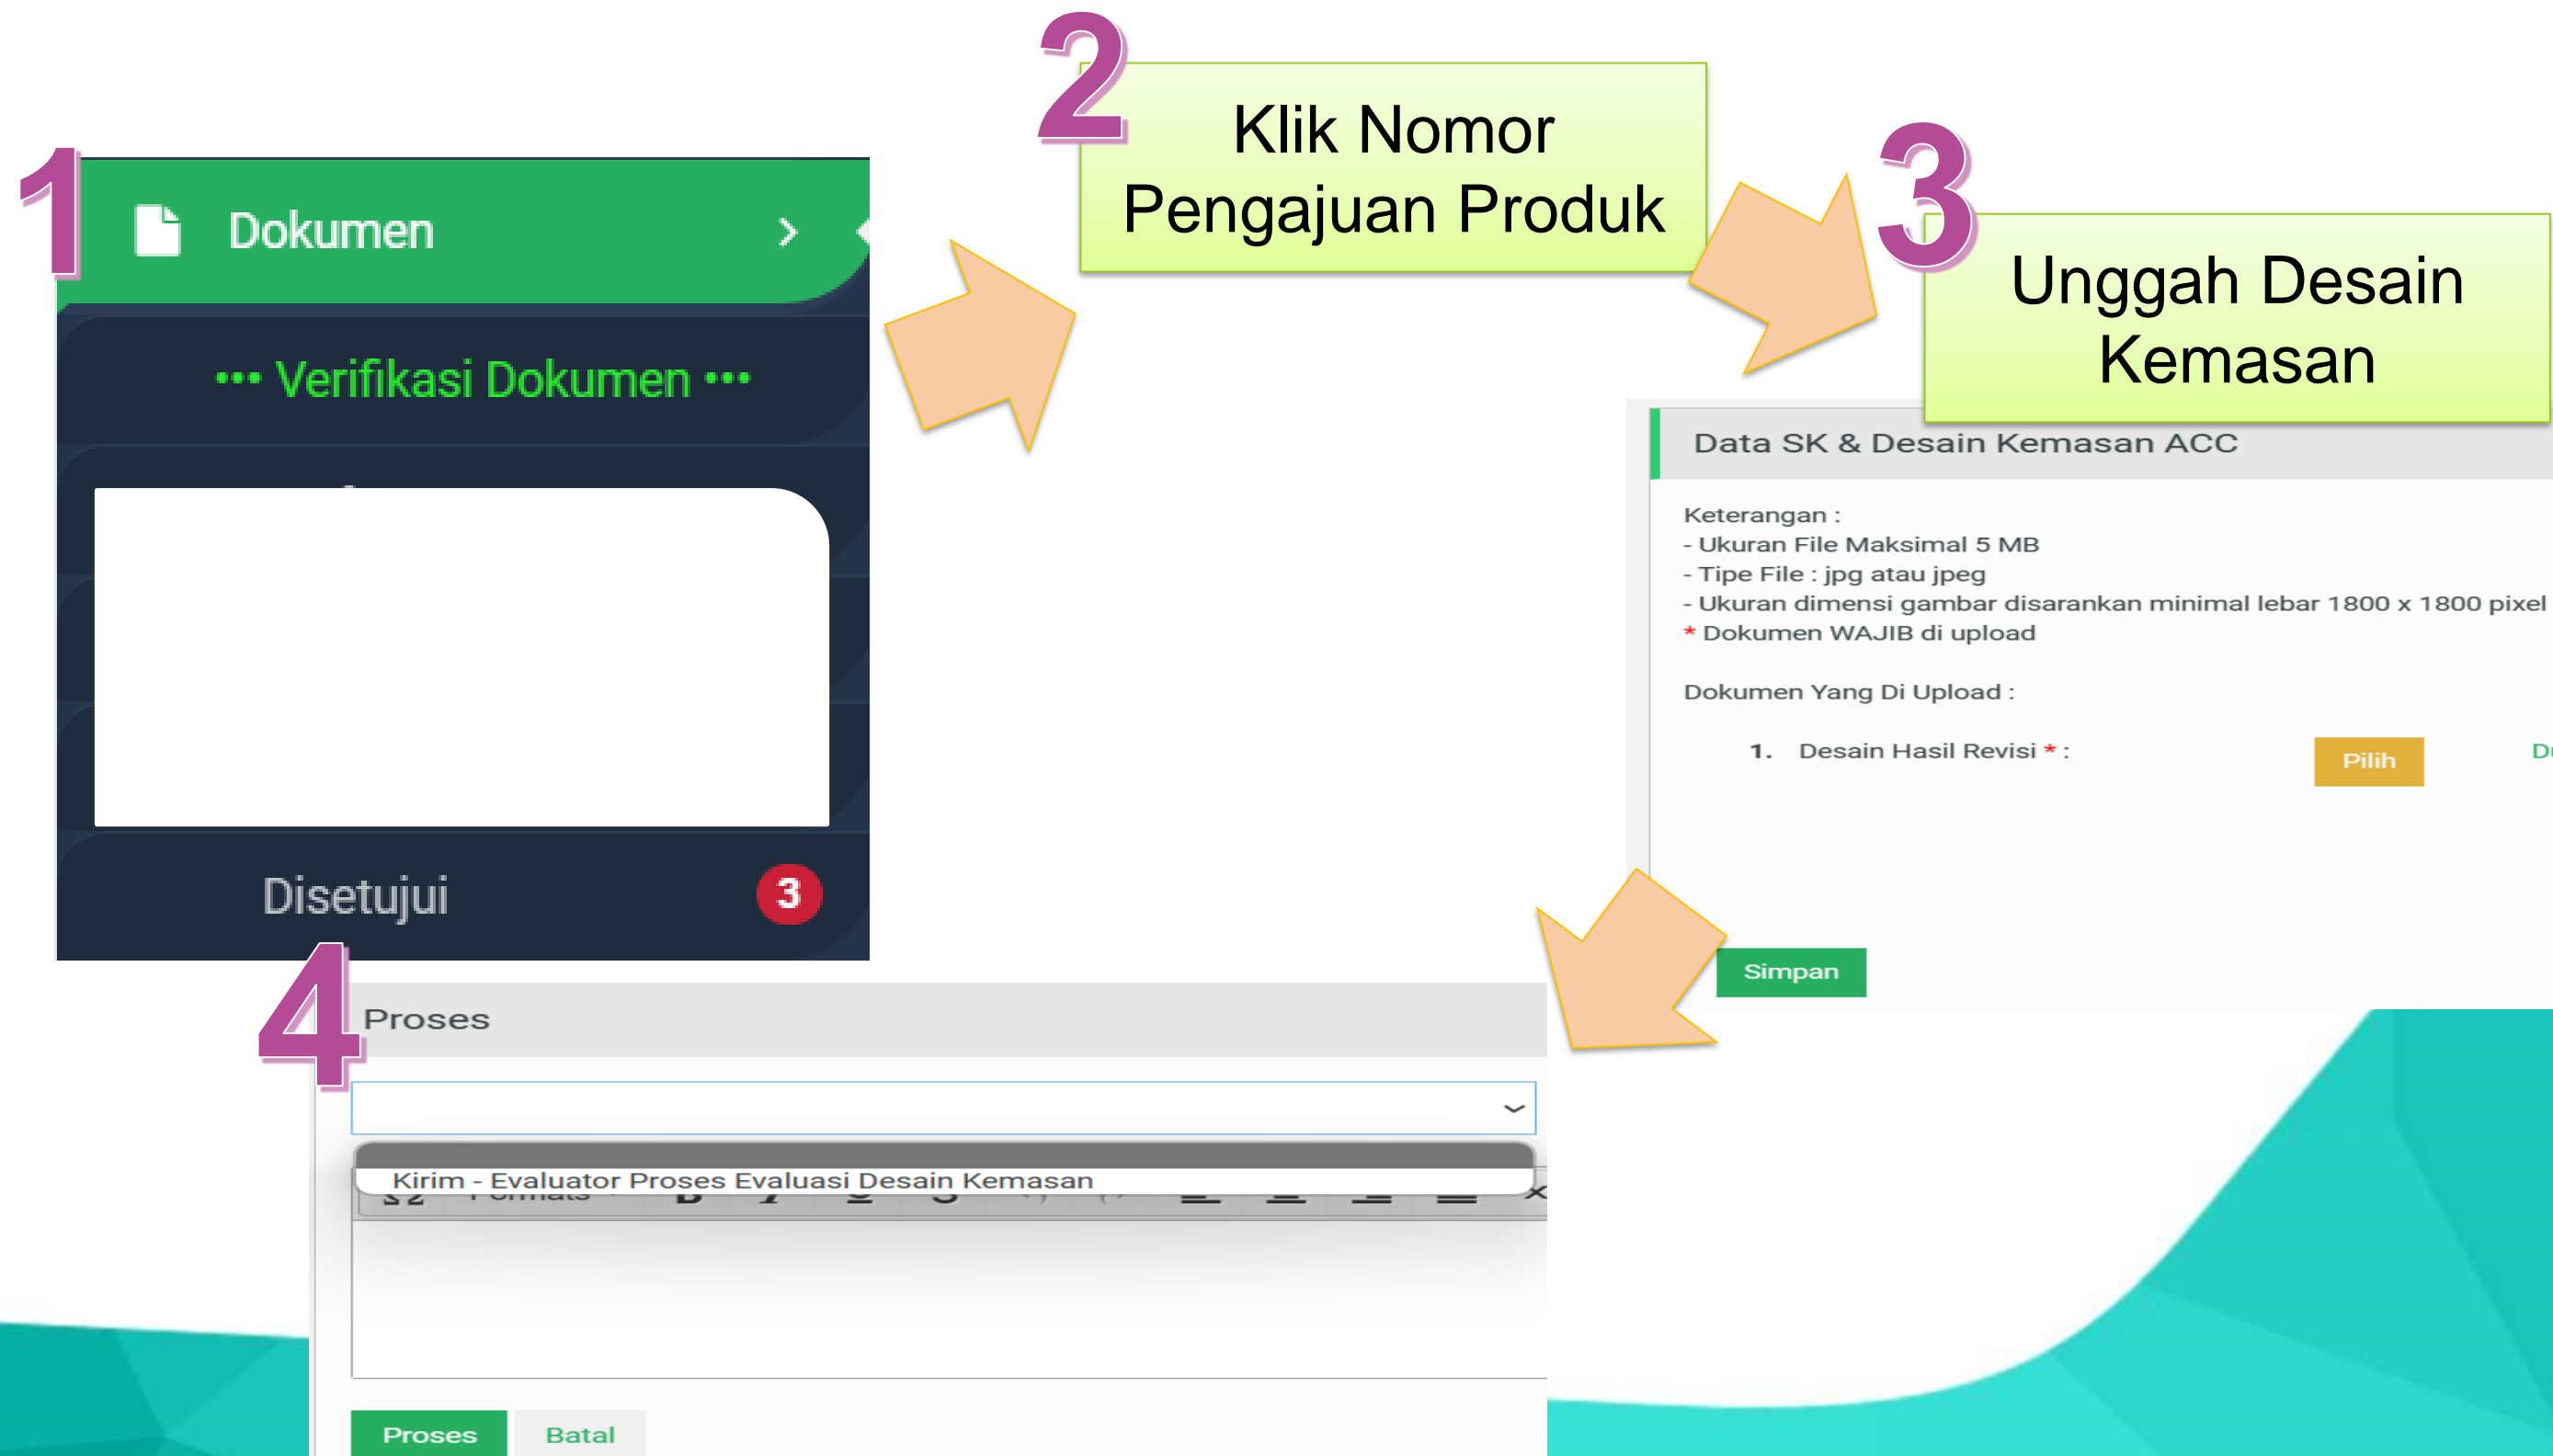 1
Dokumen
••• Verifikasi Dokumen •••
Disetujui
3
2
Klik Nomor
Pengajuan Produk
3
Unggah Desain
Kemasan
Data SK & Desain Kemasan ACC
Keterangan :
- Ukuran File Maksimal 5 MB
- Tipe File : jpg atau jpeg
- Ukuran dimensi gambar disarankan minimal lebar 1800 x 1800 pixel
* Dokumen WAJIB di upload
Dokumen Yang Di Upload :
1. Desain Hasil Revisi * :
Pilih
Simpan
4
Proses
Kirim - Evaluator Proses Evaluasi Desain Kemasan
Formats
Proses
Batal